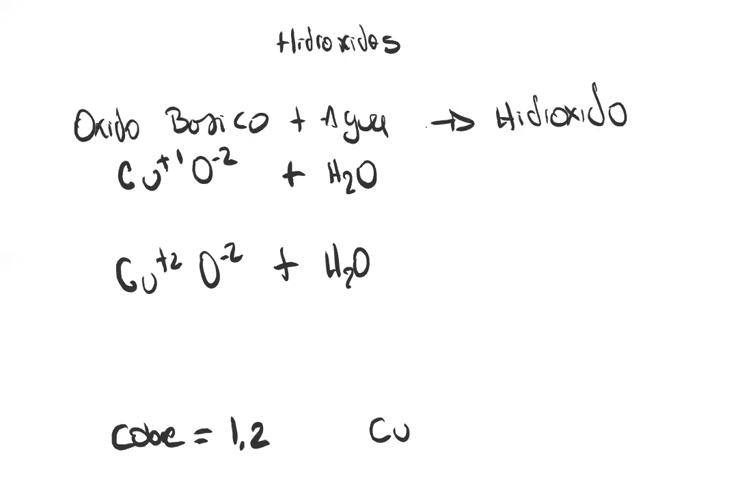 Hidroxidos
Oxido Basico + Agua → Hidroxido
Cu⁺¹ O⁻² + H₂O
Cu⁺² O⁻² + H₂O
Cobre = 1,2 Cu